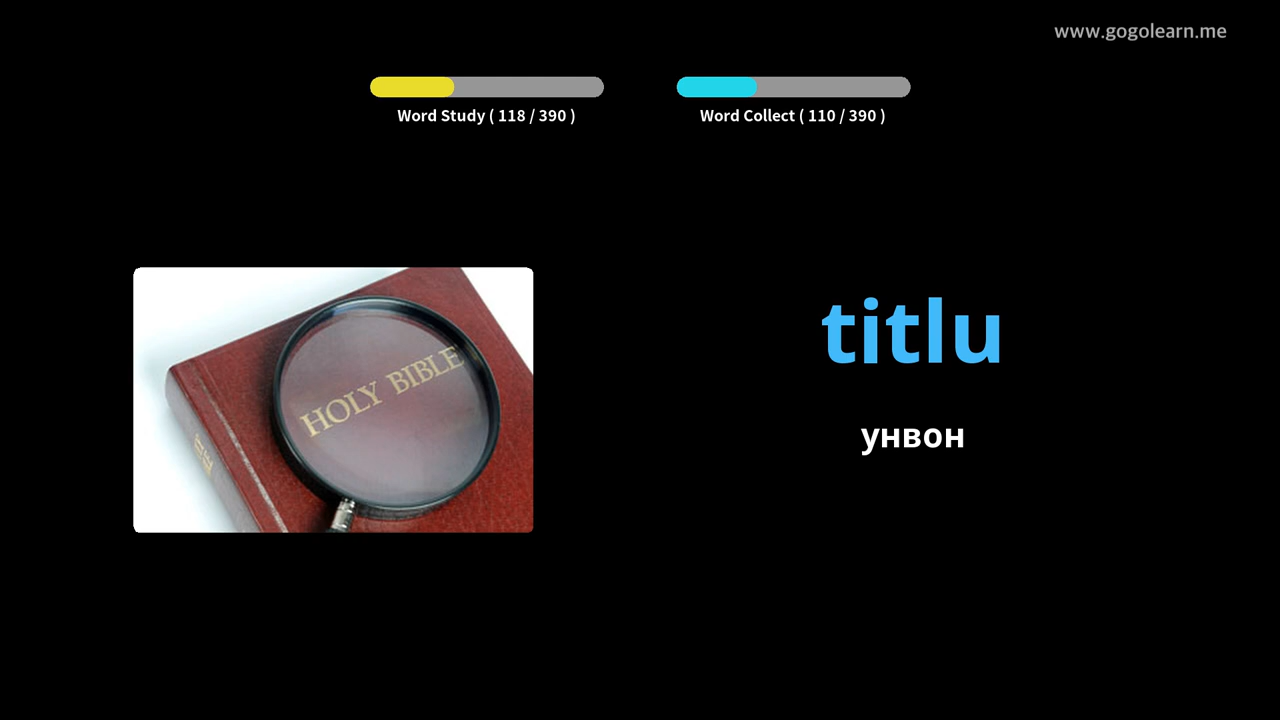 www.gogolearn.me
Word Study ( 118 / 390 )
Word Collect ( 110 / 390 )
HOLY BIBLE
titlu
унвон